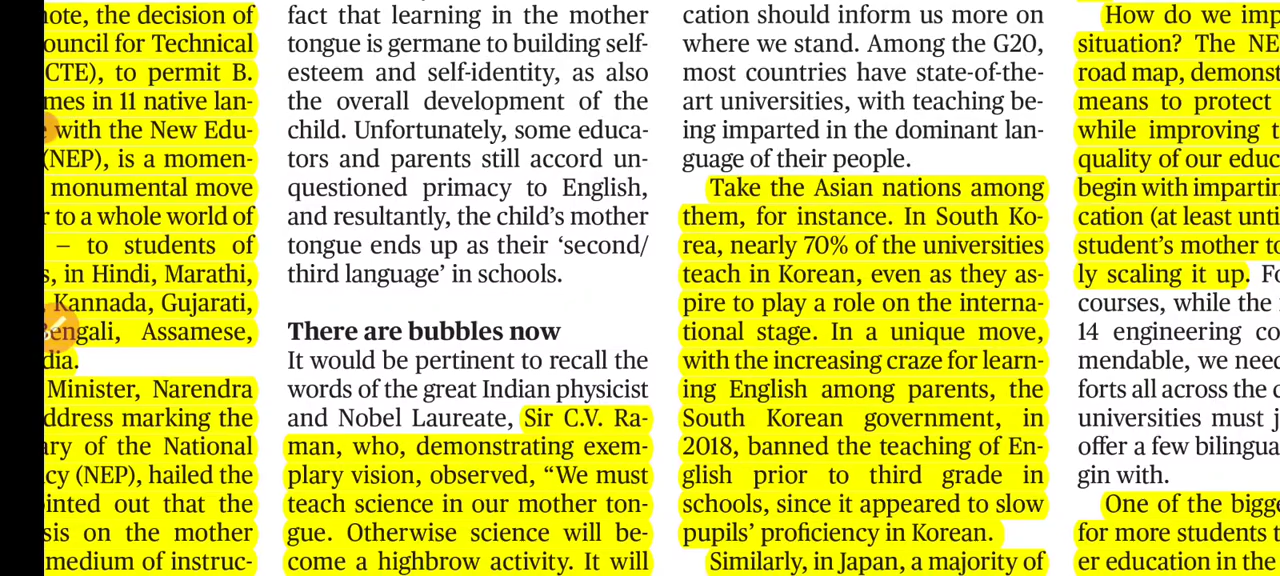 note, the decision of
ouncil for Technical
CTE), to permit B.
mes in 11 native lan-
with the New Edu-
(NEP), is a momen-
monumental move
r to a whole world of
– to students of
s, in Hindi, Marathi,
Kannada, Gujarati,
Bengali, Assamese,
dia.
Minister, Narendra
ddress marking the
ary of the National
cy (NEP), hailed the
inted out that the
sis on the mother
medium of instruc-
fact that learning in the mother
tongue is germane to building self-
esteem and self-identity, as also
the overall development of the
child. Unfortunately, some educa-
tors and parents still accord un-
questioned primacy to English,
and resultantly, the child’s mother
tongue ends up as their ‘second/
third language’ in schools.
There are bubbles now
It would be pertinent to recall the
words of the great Indian physicist
and Nobel Laureate, Sir C.V. Ra-
man, who, demonstrating exem-
plary vision, observed, “We must
teach science in our mother ton-
gue. Otherwise science will be-
come a highbrow activity. It will
cation should inform us more on
where we stand. Among the G20,
most countries have state-of-the-
art universities, with teaching be-
ing imparted in the dominant lan-
guage of their people.
Take the Asian nations among
them, for instance. In South Ko-
rea, nearly 70% of the universities
teach in Korean, even as they as-
pire to play a role on the interna-
tional stage. In a unique move,
with the increasing craze for learn-
ing English among parents, the
South Korean government, in
2018, banned the teaching of En-
glish prior to third grade in
schools, since it appeared to slow
pupils’ proficiency in Korean.
Similarly, in Japan, a majority of
How do we imp
situation? The NE
road map, demonst
means to protect
while improving t
quality of our educ
begin with impartin
cation (at least unti
student’s mother to
ly scaling it up. Fo
courses, while the
14 engineering co
mendable, we need
forts all across the c
universities must j
offer a few bilingua
gin with.
One of the bigge
for more students t
er education in the